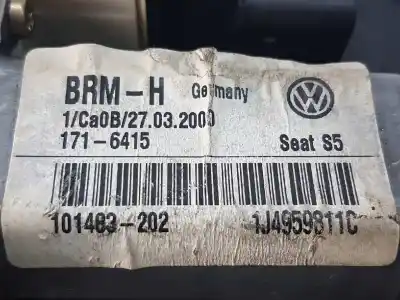 BRM-H Germany
1/Ca0B/27.03.2000
171-6415 Seat S5
101483-202 1J4959811C